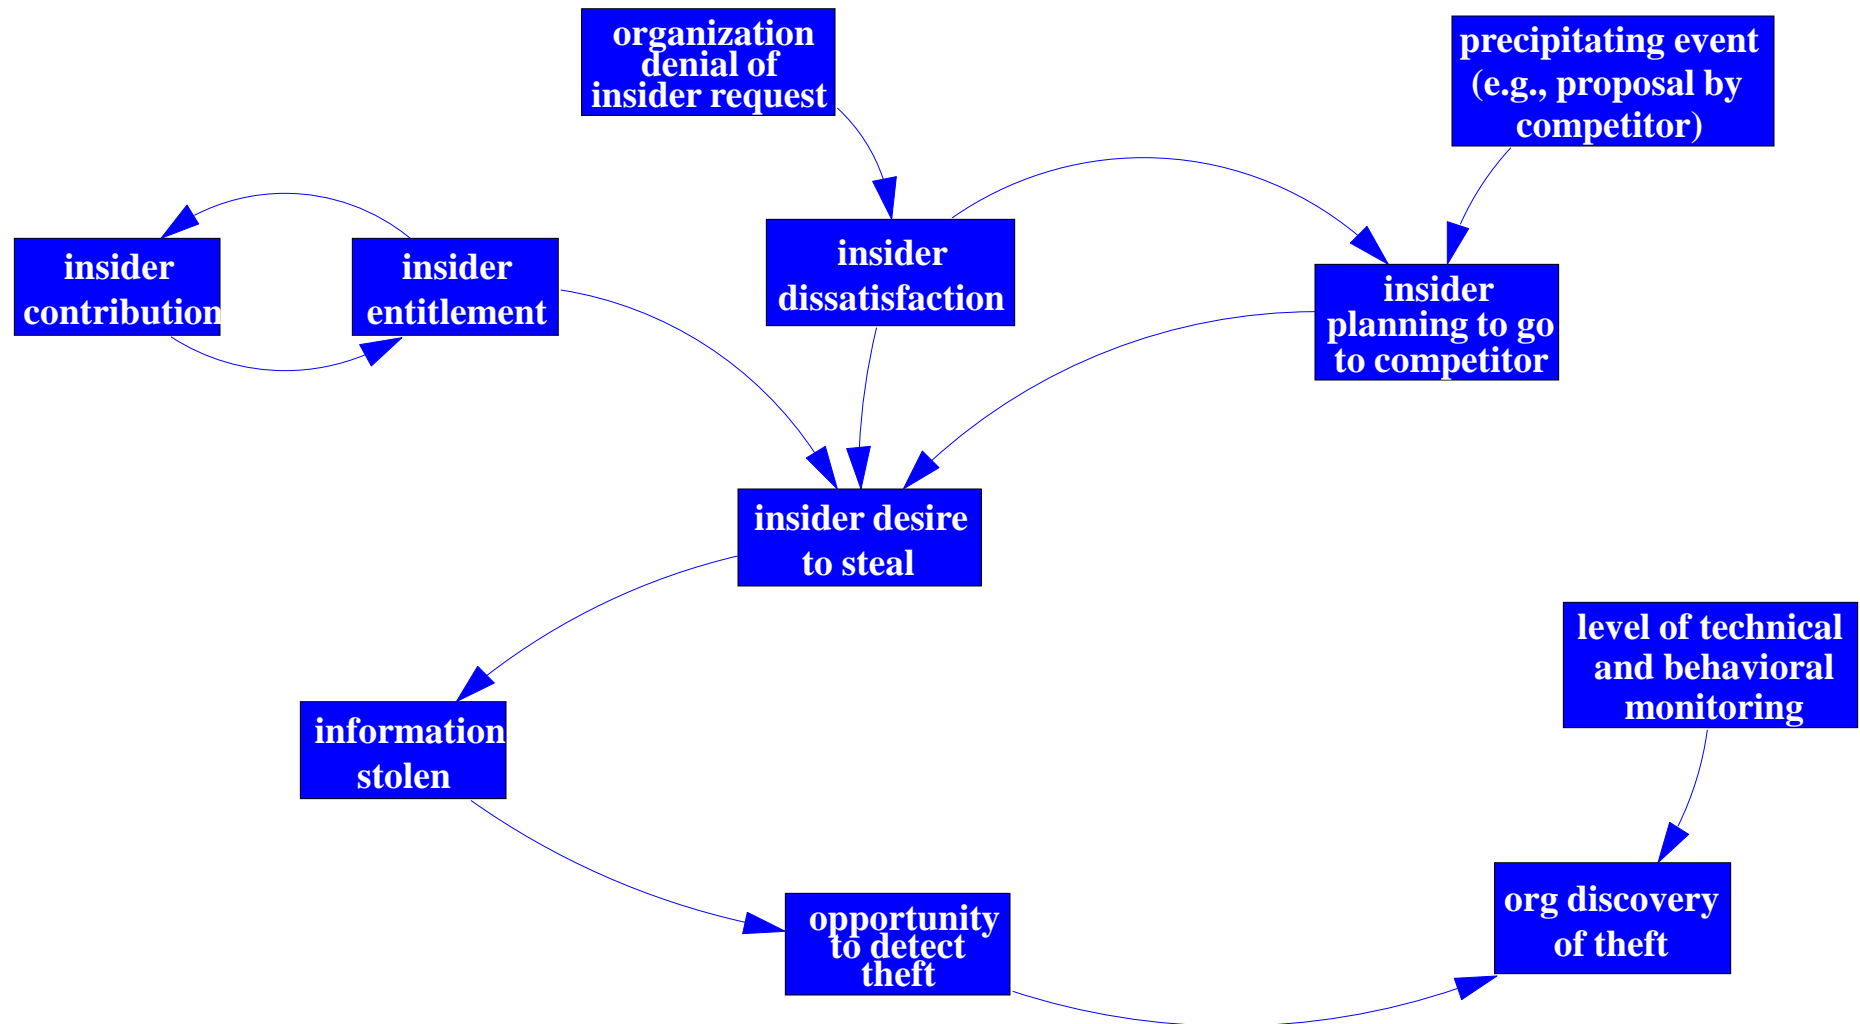 organization
denial of
insider request
precipitating event
(e.g., proposal by
competitor)
insider
contribution
insider
entitlement
insider
dissatisfaction
insider
planning to go
to competitor
insider desire
to steal
level of technical
and behavioral
monitoring
information
stolen
opportunity
to detect
theft
org discovery
of theft